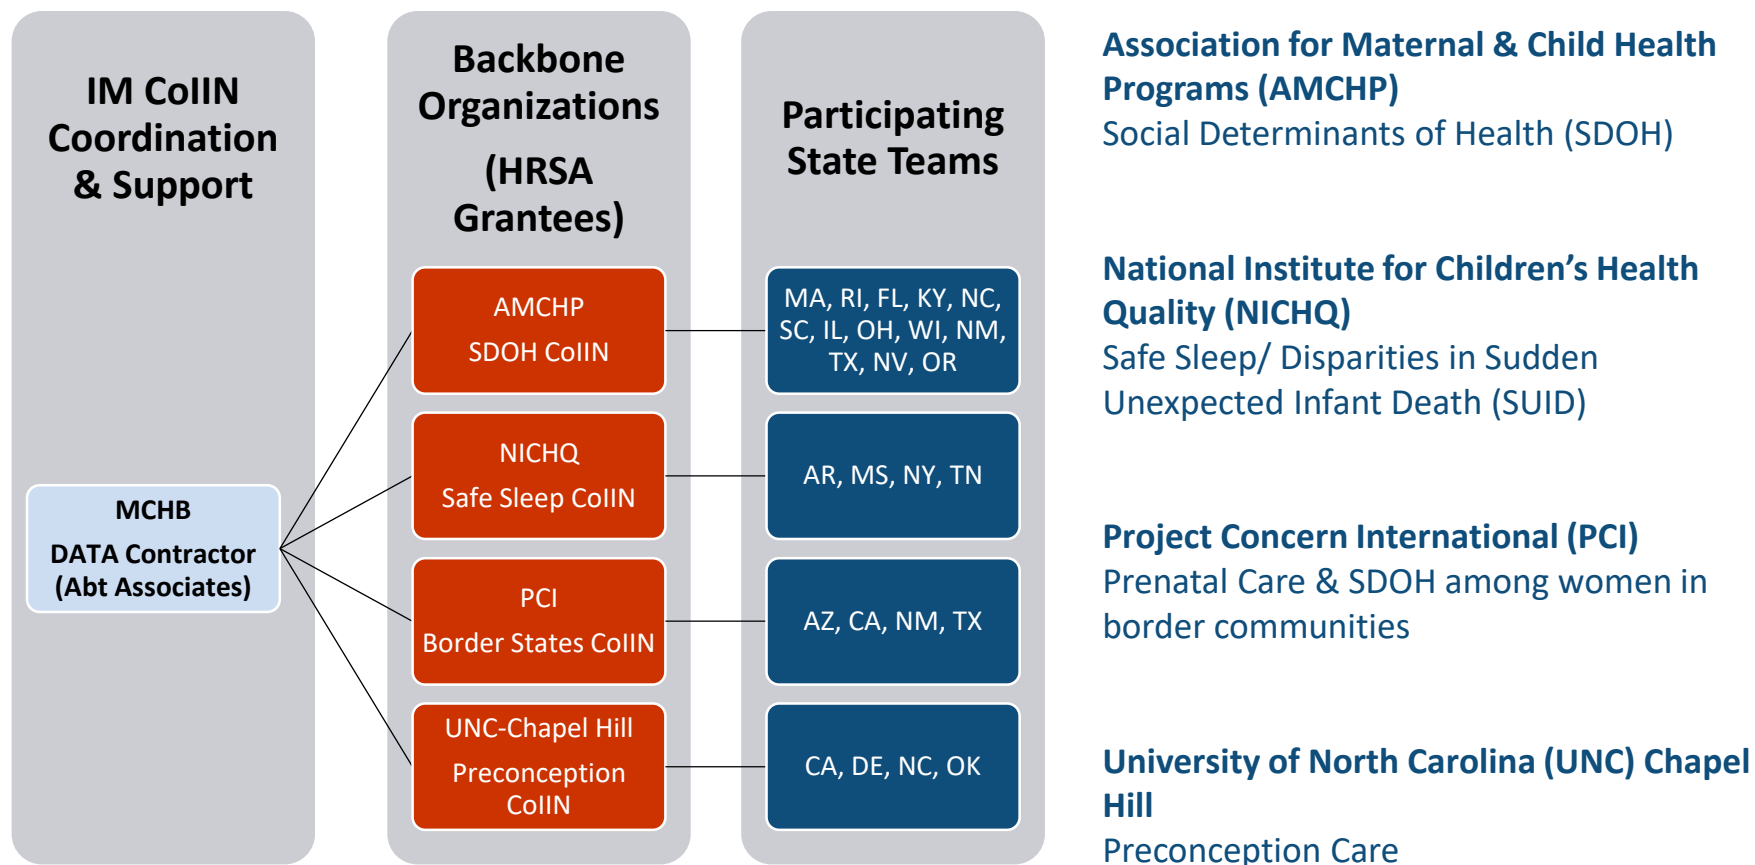 IM CoIIN
Coordination
& Support
MCHB
DATA Contractor
(Abt Associates)
Backbone
Organizations
(HRSA
Grantees)
AMCHP
SDOH CoIIN
NICHQ
Safe Sleep CoIIN
PCI
Border States CoIIN
UNC-Chapel Hill
Preconception
CoIIN
Participating
State Teams
MA, RI, FL, KY, NC,
SC, IL, OH, WI, NM,
TX, NV, OR
AR, MS, NY, TN
AZ, CA, NM, TX
CA, DE, NC, OK
Association for Maternal & Child Health
Programs (AMCHP)
Social Determinants of Health (SDOH)
National Institute for Children’s Health
Quality (NICHQ)
Safe Sleep/ Disparities in Sudden
Unexpected Infant Death (SUID)
Project Concern International (PCI)
Prenatal Care & SDOH among women in
border communities
University of North Carolina (UNC) Chapel
Hill
Preconception Care